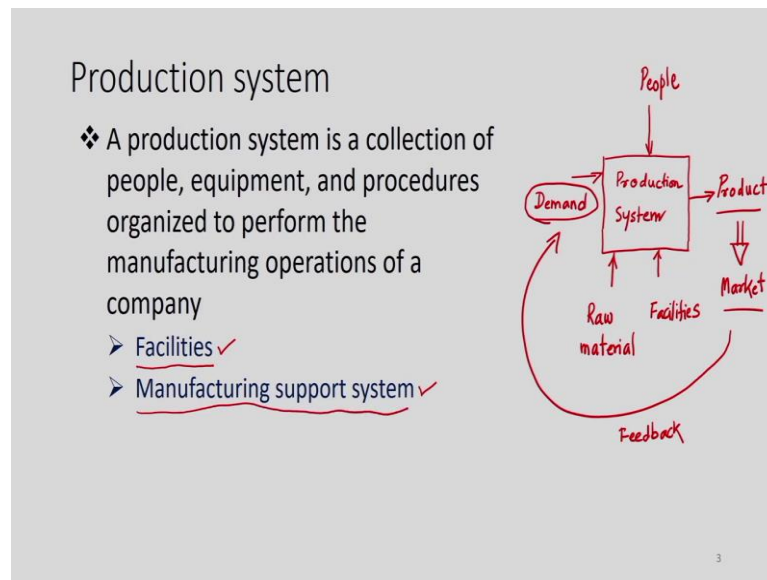 Production system
❖ A production system is a collection of
people, equipment, and procedures
organized to perform the
manufacturing operations of a
company
➢ Facilities ✓
➢ Manufacturing support system ✓
People
Production
System
Demand
Product
Market
Raw
material
Facilities
Feedback
3